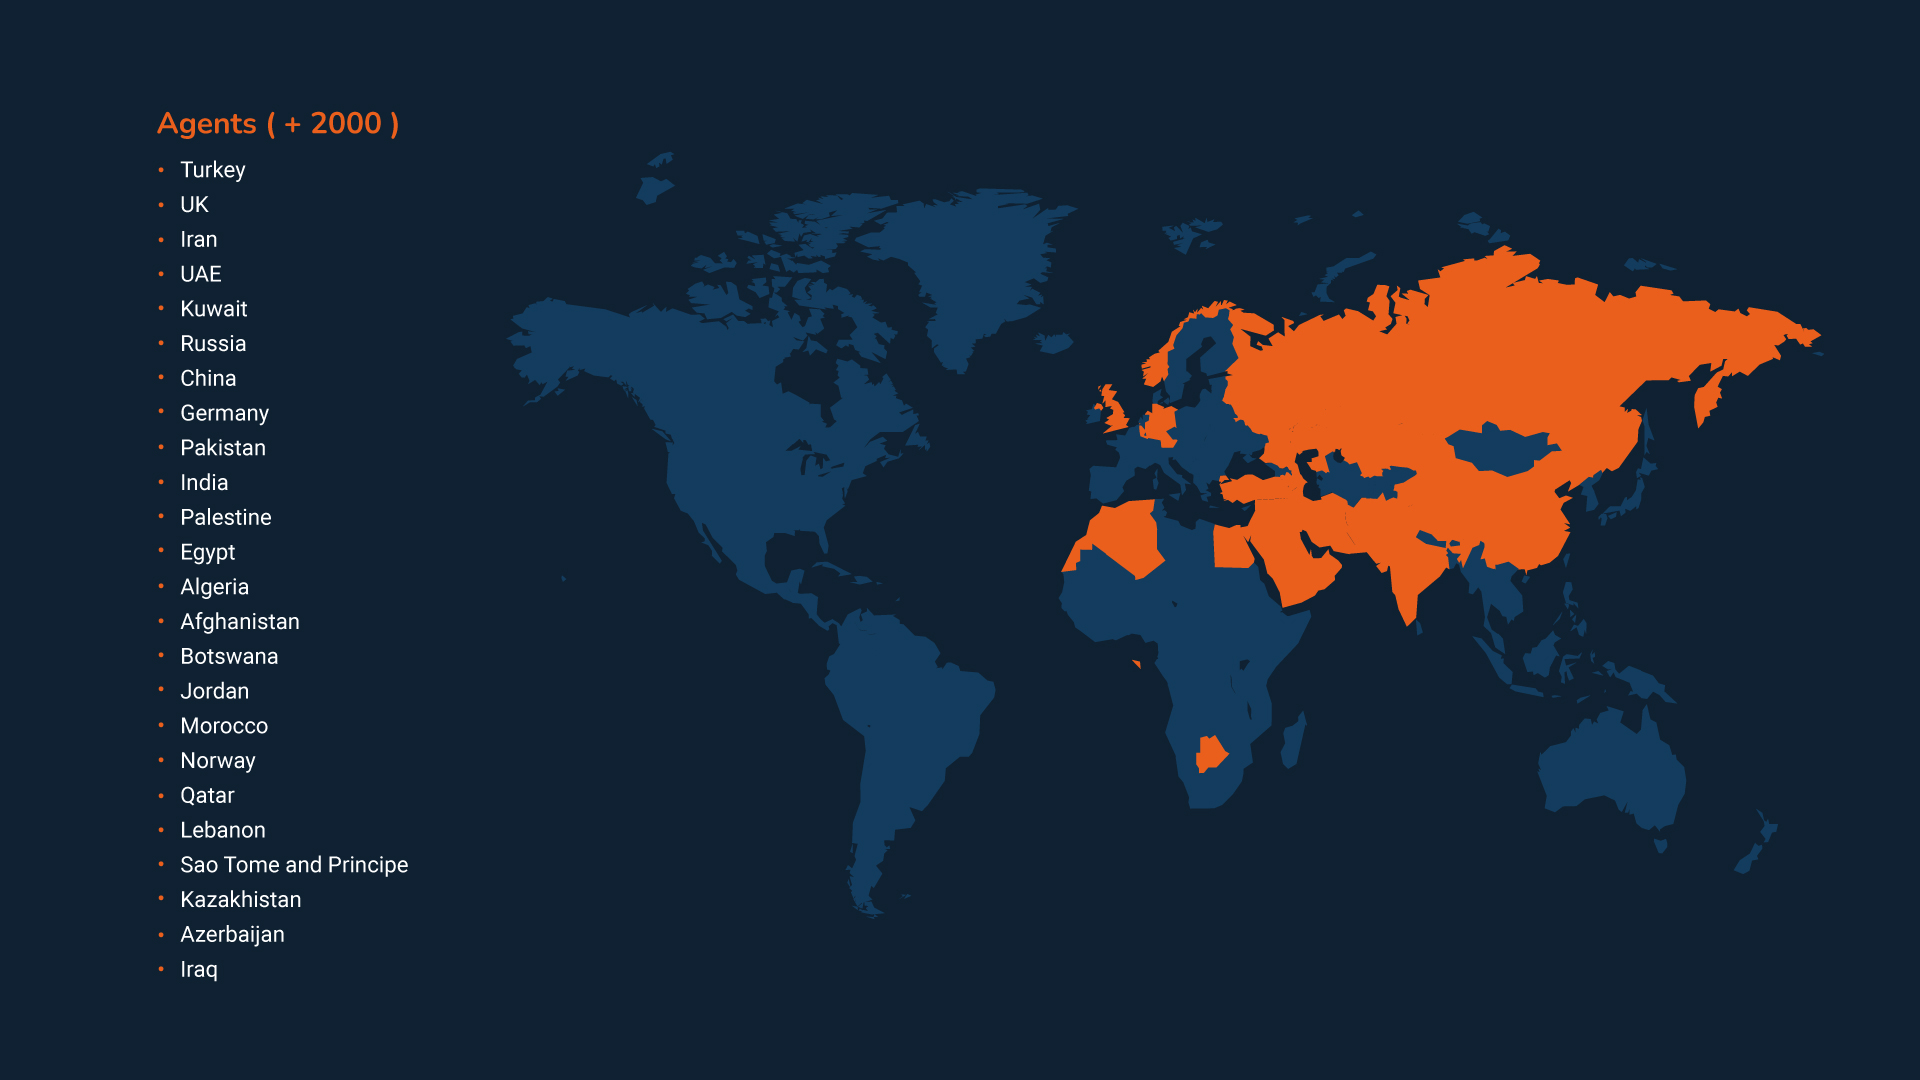 Agents ( + 2000 )
• Turkey
• UK
• Iran
• UAE
• Kuwait
• Russia
• China
• Germany
• Pakistan
• India
• Palestine
• Egypt
• Algeria
• Afghanistan
• Botswana
• Jordan
• Morocco
• Norway
• Qatar
• Lebanon
• Sao Tome and Principe
• Kazakhistan
• Azerbaijan
• Iraq